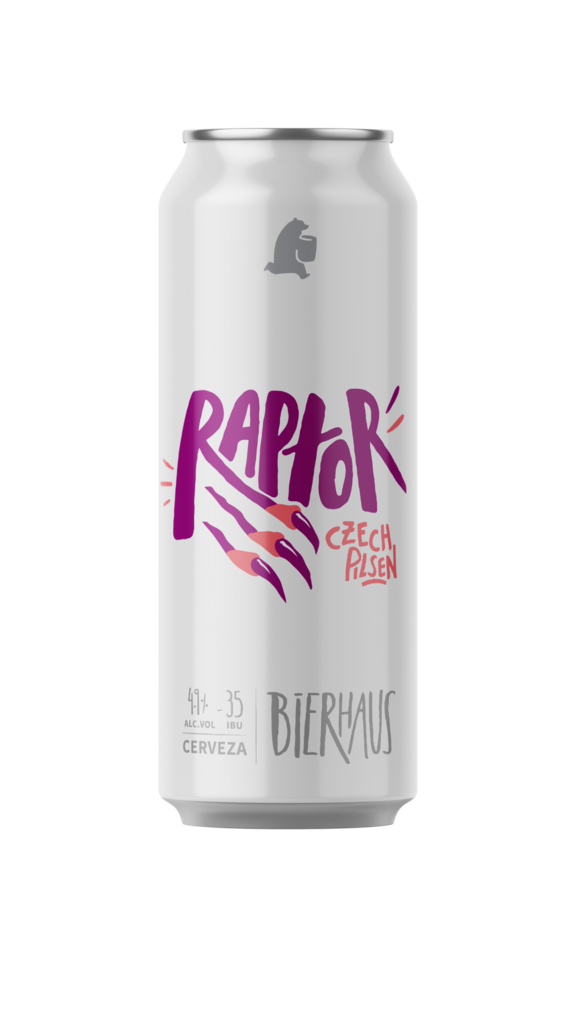 RAPTOR
CZECH
PILSEN
4.9% - 35
ALC.VOL IBU
CERVEZA
BIERHAUS